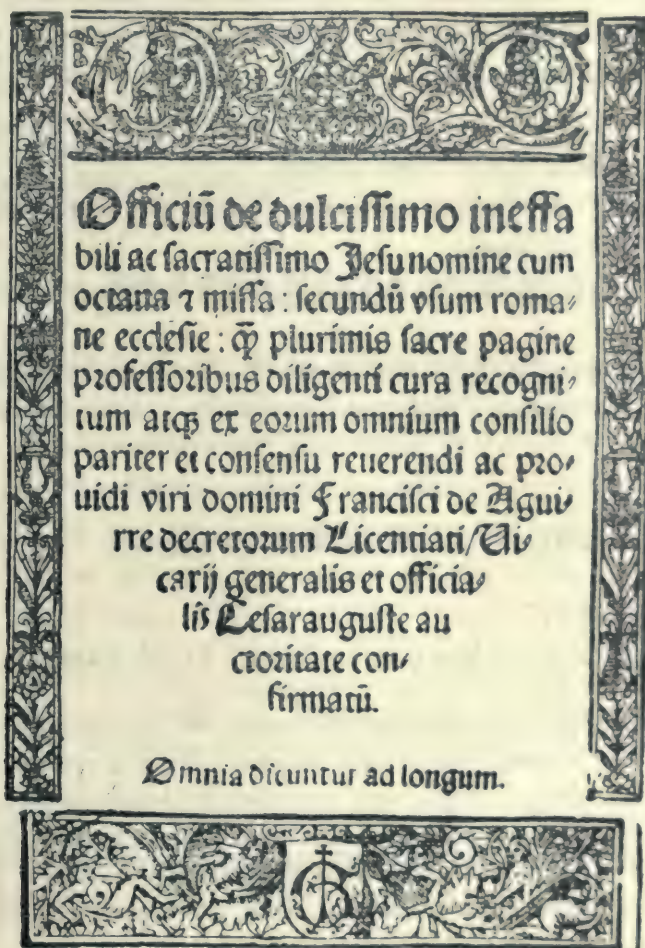 Officiū de dulcissimo ineffa
bili ac sacratissimo Jesu nomine cum
octaua ⁊ missa : secundū vsum roma⸗
ne ecclesie : q̄ꝫ plurimis sacre pagine
professoribus diligenti cura recogni⸗
tum atqꝫ ex eorum omnium consilio
pariter et consensu reuerendi ac pro⸗
uidi viri domini Francisci de Agui⸗
rre decretorum Licentiati/Ui⸗
carij generalis et officia⸗
lis Cesarauguste au
ctoritate con⸗
firmatū.
Omnia dicuntur ad longum.